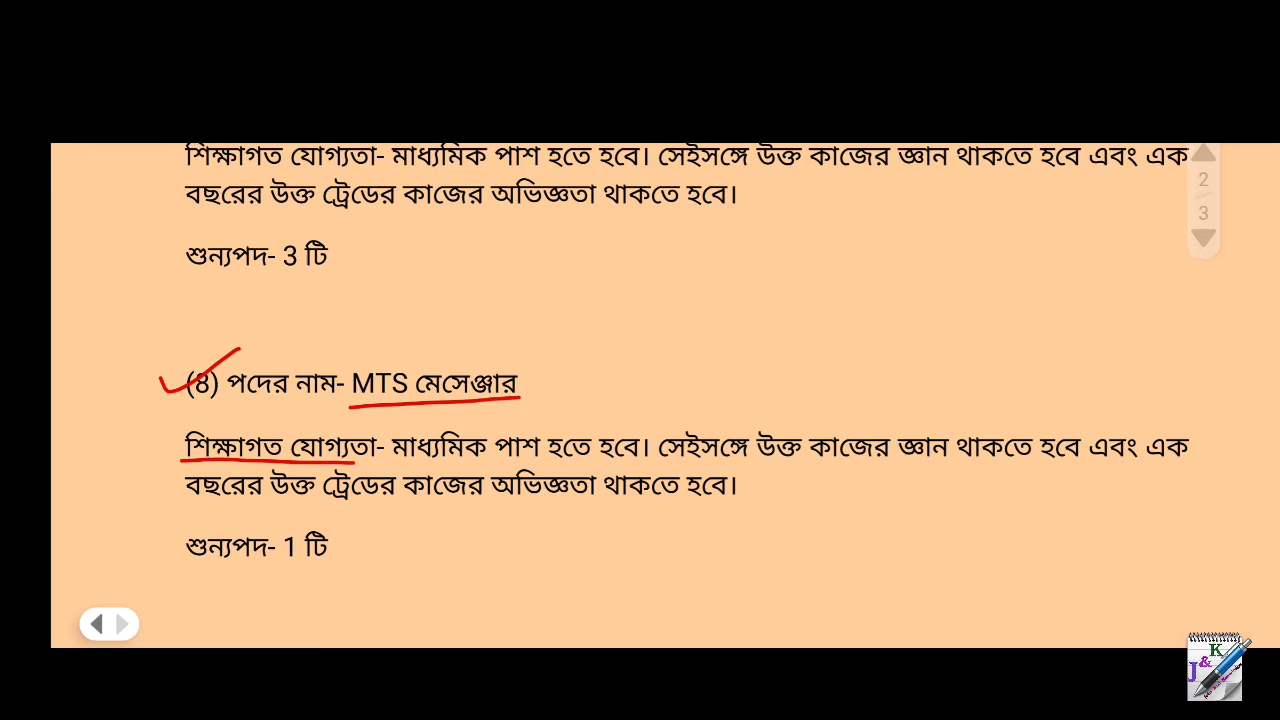 শিক্ষাগত যোগ্যতা- মাধ্যমিক পাশ হতে হবে। সেইসঙ্গে উক্ত কাজের জ্ঞান থাকতে হবে এবং এক
বছরের উক্ত ট্রেডের কাজের অভিজ্ঞতা থাকতে হবে।
শুন্যপদ- 3 টি
(8) পদের নাম- MTS মেসেঞ্জার
শিক্ষাগত যোগ্যতা- মাধ্যমিক পাশ হতে হবে। সেইসঙ্গে উক্ত কাজের জ্ঞান থাকতে হবে এবং এক
বছরের উক্ত ট্রেডের কাজের অভিজ্ঞতা থাকতে হবে।
শুন্যপদ- 1 টি
2
3
J&K